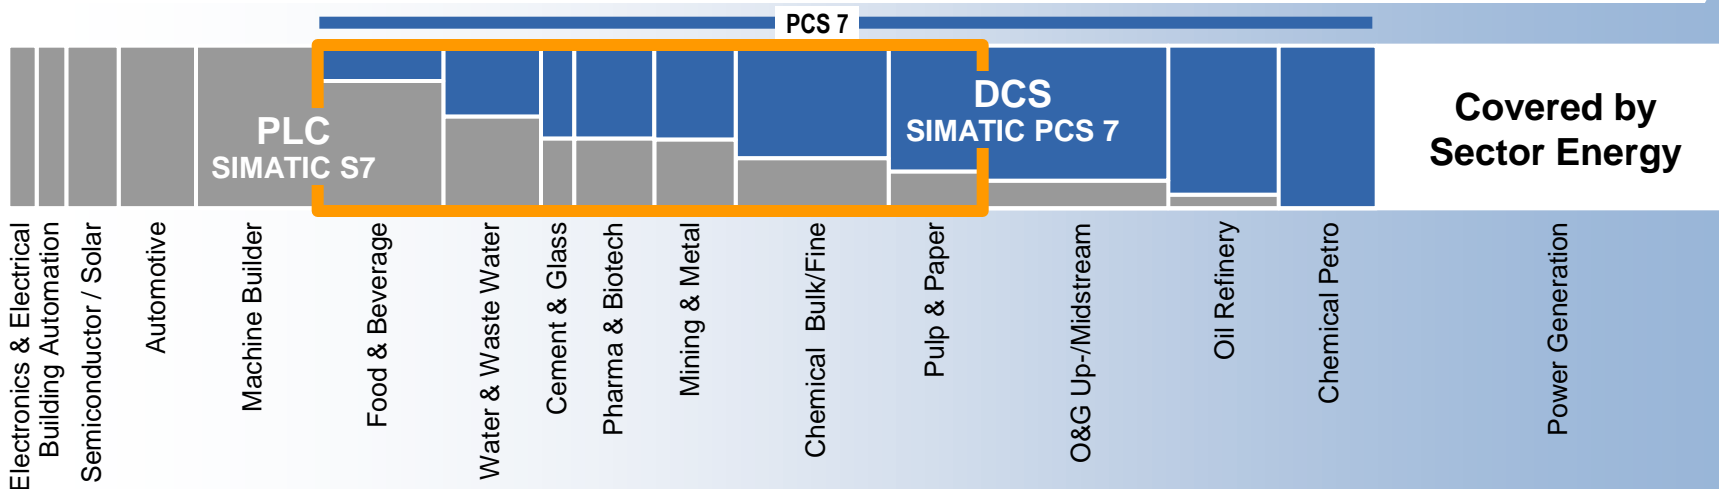 PCS 7
PLC
SIMATIC S7
DCS
SIMATIC PCS 7
Covered by
Sector Energy
Electronics & Electrical
Building Automation
Semiconductor / Solar
Automotive
Machine Builder
Food & Beverage
Water & Waste Water
Cement & Glass
Pharma & Biotech
Mining & Metal
Chemical Bulk/Fine
Pulp & Paper
O&G Up-/Midstream
Oil Refinery
Chemical Petro
Power Generation